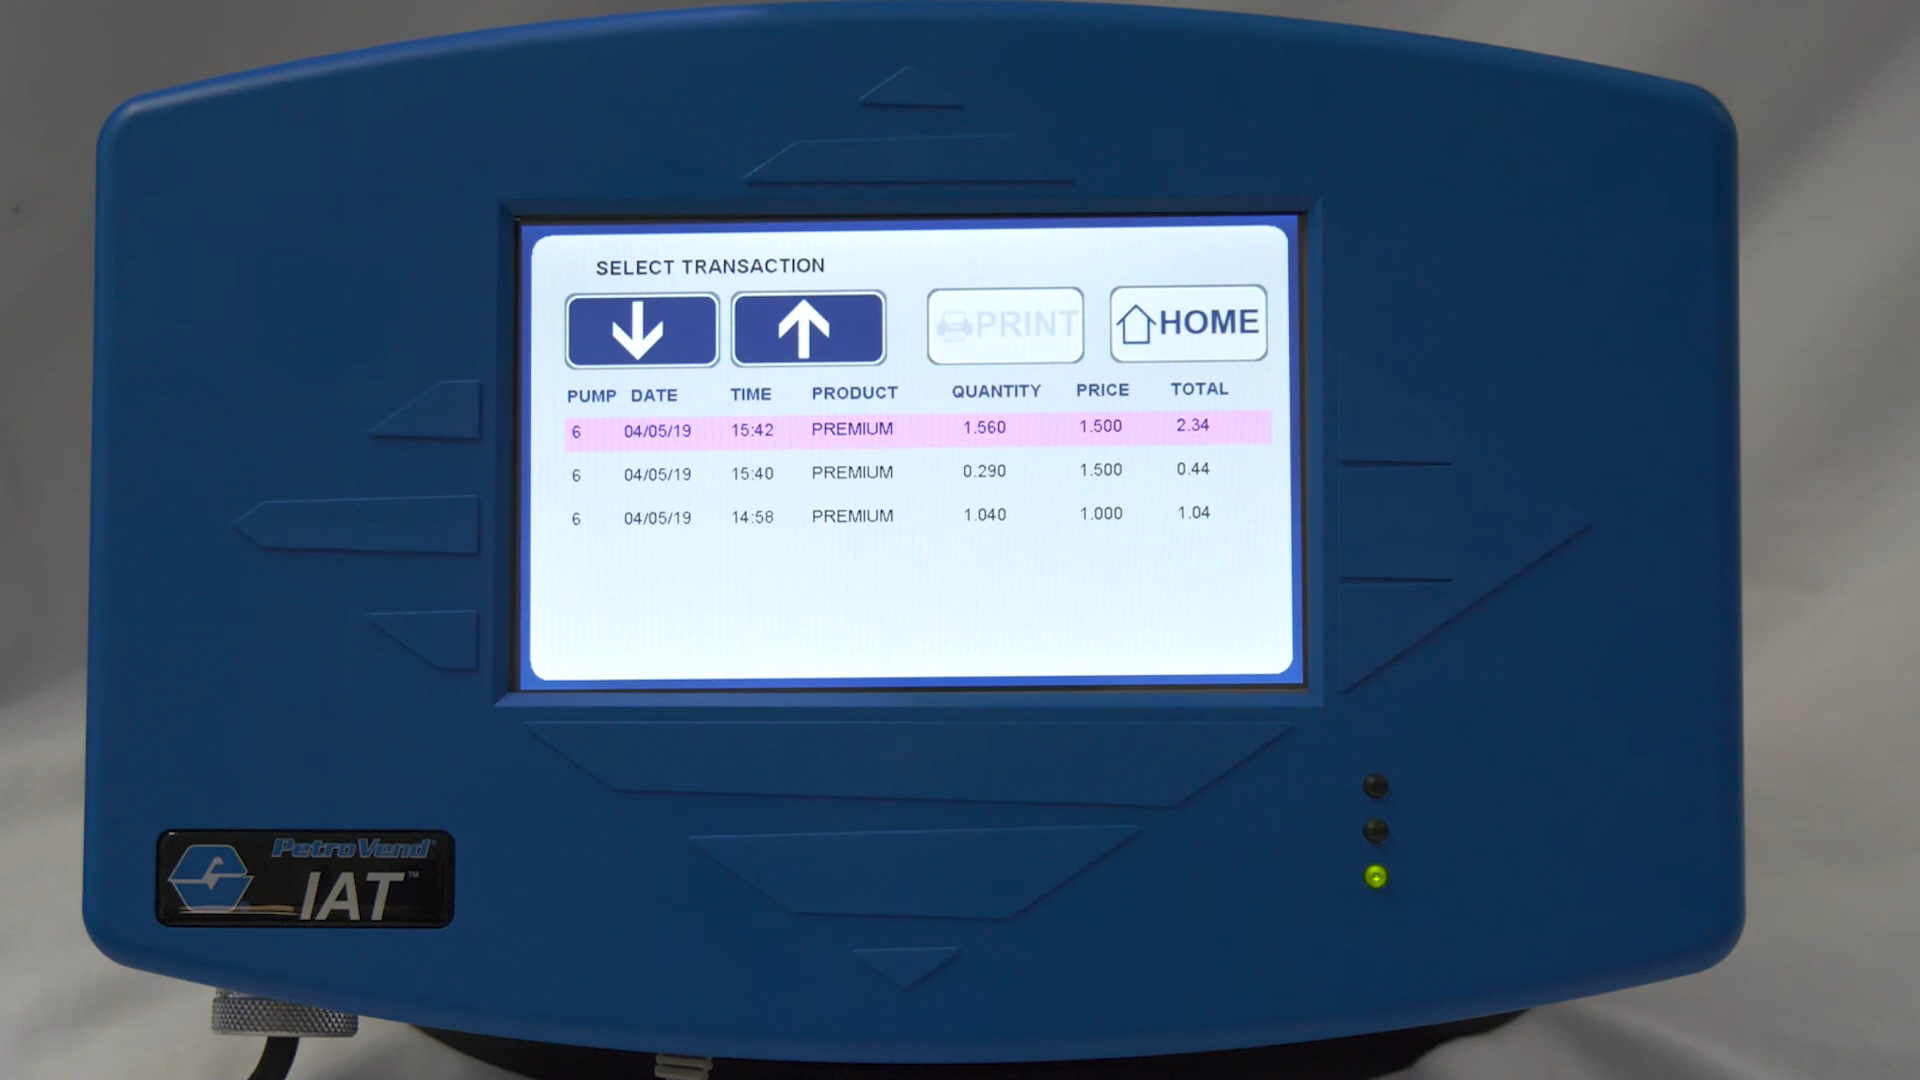 SELECT TRANSACTION
PRINT HOME
PUMP DATE TIME PRODUCT QUANTITY PRICE TOTAL
6 04/05/19 15:42 PREMIUM 1.560 1.500 2.34
6 04/05/19 15:40 PREMIUM 0.290 1.500 0.44
6 04/05/19 14:58 PREMIUM 1.040 1.000 1.04
PetroVend®
IAT™